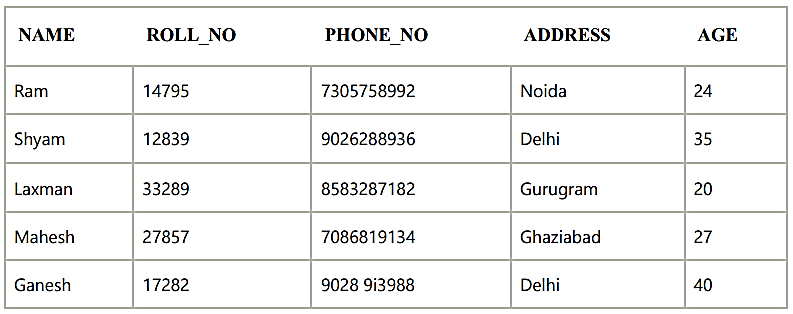 NAME ROLL_NO PHONE_NO ADDRESS AGE
Ram 14795 7305758992 Noida 24
Shyam 12839 9026288936 Delhi 35
Laxman 33289 8583287182 Gurugram 20
Mahesh 27857 7086819134 Ghaziabad 27
Ganesh 17282 9028 9i3988 Delhi 40